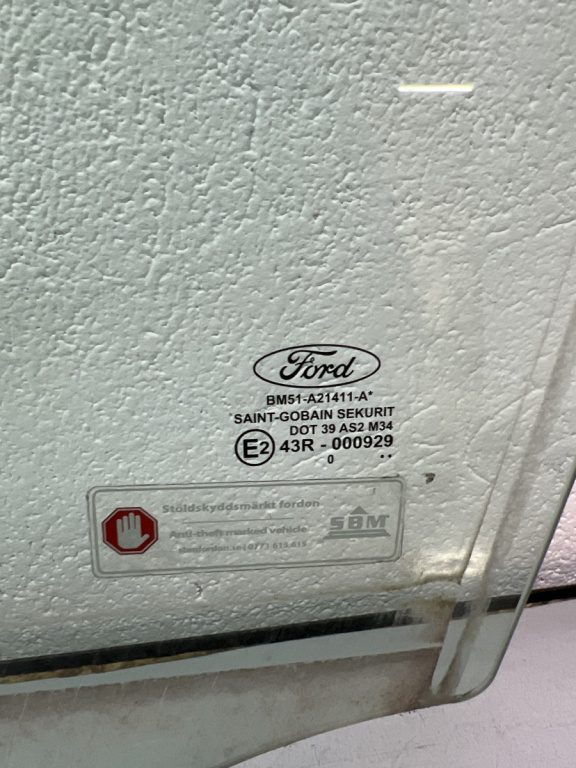 Ford
BM51-A21411-A*
SAINT-GOBAIN SEKURIT
DOT 39 AS2 M34
E2 43R - 000929
0 ..
Stöldskyddsmärkt fordon
Anti-theft marked vehicle
SBM